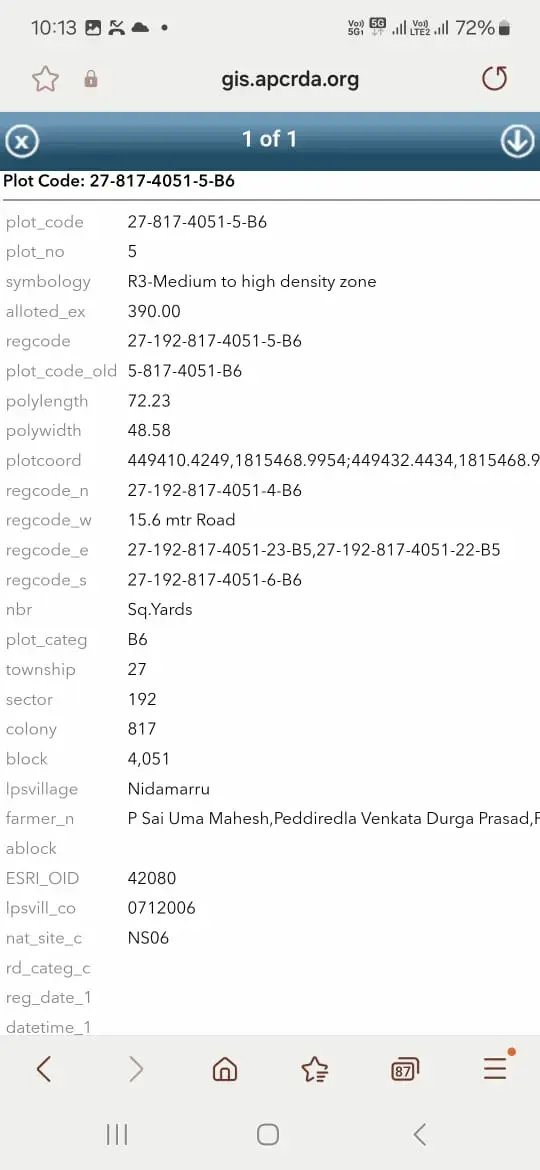 10:13
Vo)) 5G1 5G Vo)) LTE2 72%
gis.apcrda.org
1 of 1
Plot Code: 27-817-4051-5-B6
plot_code 27-817-4051-5-B6
plot_no 5
symbology R3-Medium to high density zone
alloted_ex 390.00
regcode 27-192-817-4051-5-B6
plot_code_old 5-817-4051-B6
polylength 72.23
polywidth 48.58
plotcoord 449410.4249,1815468.9954;449432.4434,1815468.9
regcode_n 27-192-817-4051-4-B6
regcode_w 15.6 mtr Road
regcode_e 27-192-817-4051-23-B5,27-192-817-4051-22-B5
regcode_s 27-192-817-4051-6-B6
nbr Sq.Yards
plot_categ B6
township 27
sector 192
colony 817
block 4,051
lpsvillage Nidamarru
farmer_n P Sai Uma Mahesh,Peddiredla Venkata Durga Prasad,
ablock
ESRI_OID 42080
lpsvill_co 0712006
nat_site_c NS06
rd_categ_c
reg_date_1
datetime_1
87